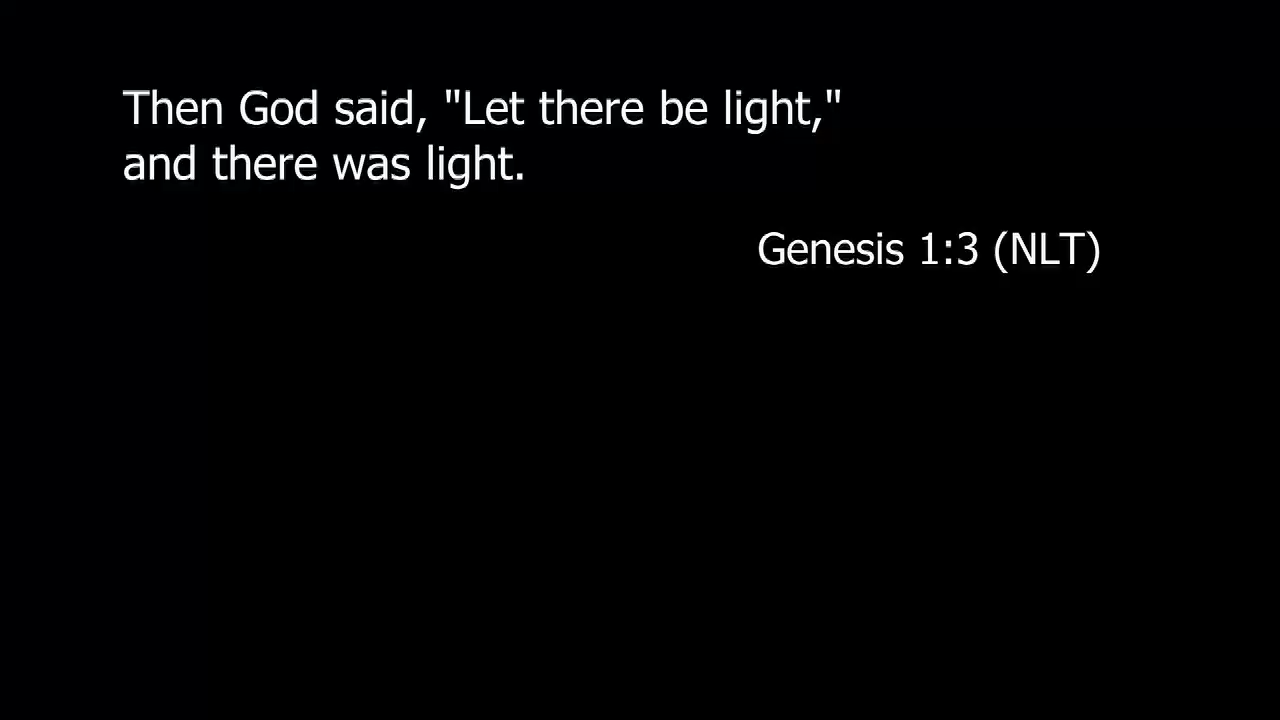 Then God said, "Let there be light,"
and there was light.
Genesis 1:3 (NLT)